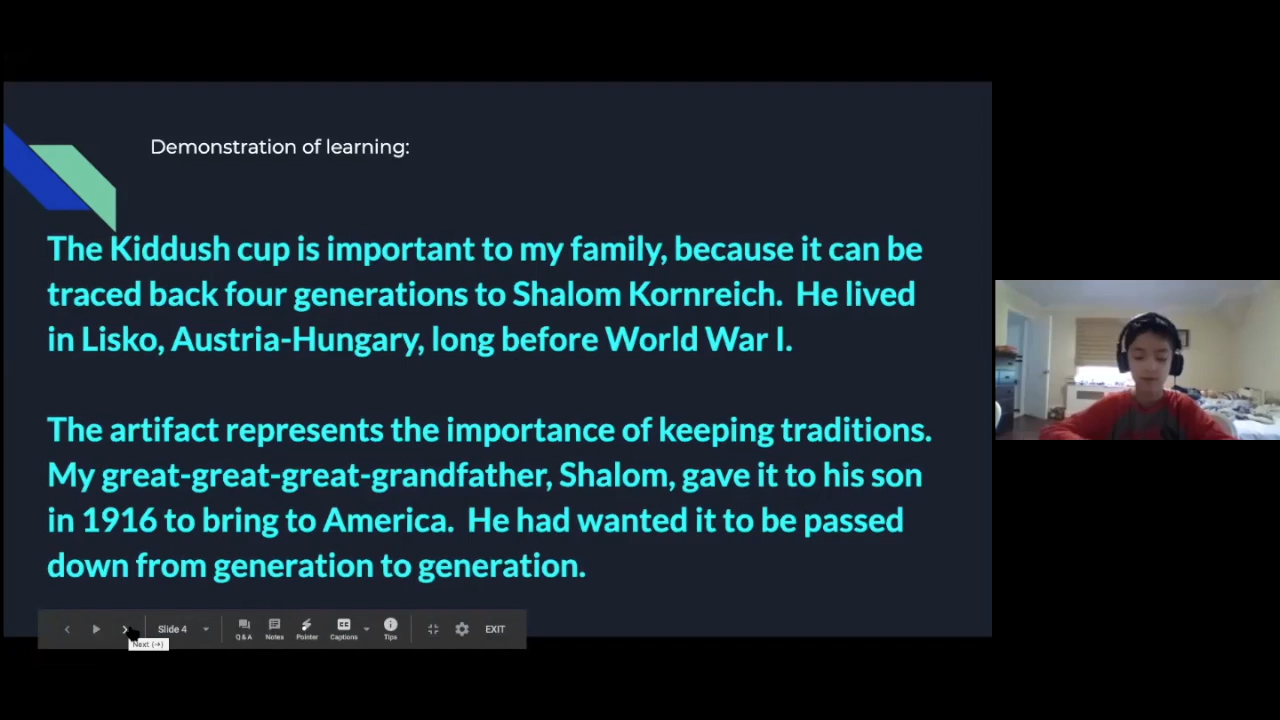 Demonstration of learning:
The Kiddush cup is important to my family, because it can be
traced back four generations to Shalom Kornreich.  He lived
in Lisko, Austria-Hungary, long before World War I.
The artifact represents the importance of keeping traditions.
My great-great-great-grandfather, Shalom, gave it to his son
in 1916 to bring to America.  He had wanted it to be passed
down from generation to generation.
Slide 4
Q&A
Notes
Pointer
CC
Captions
Tips
EXIT
Next (→)